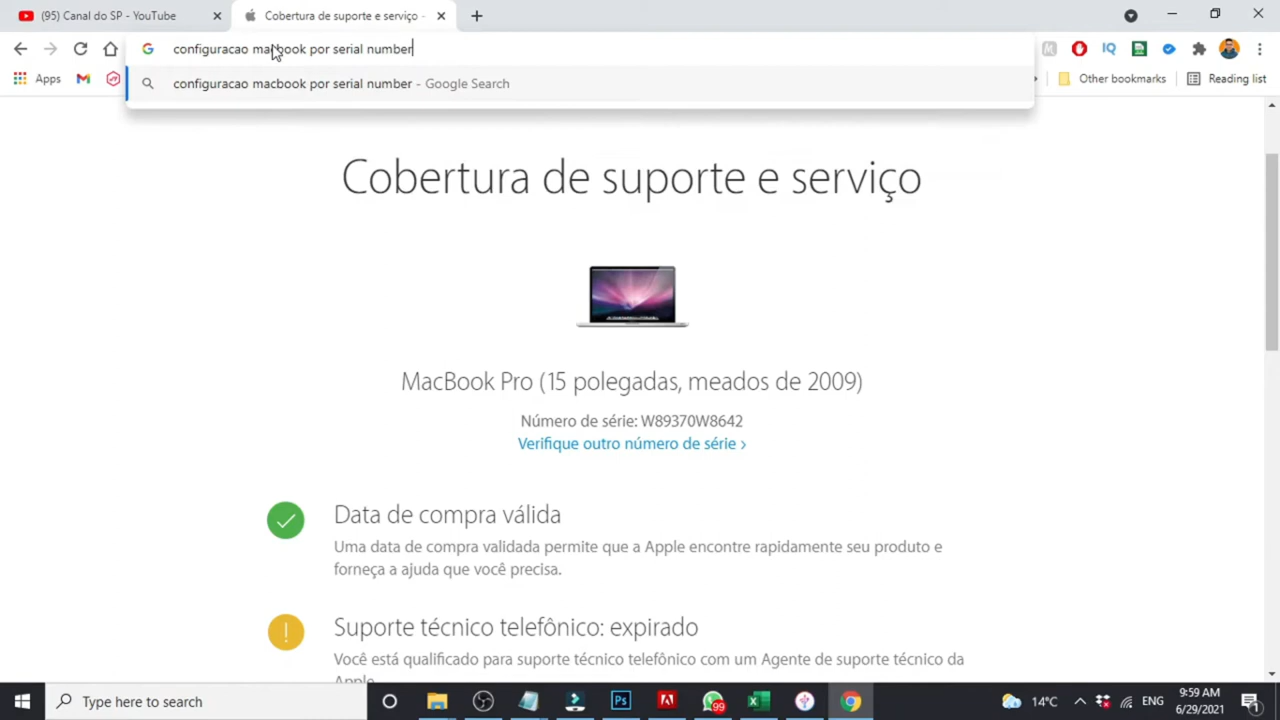 (95) Canal do SP - YouTube
Cobertura de suporte e serviço -
configuracao macbook por serial number
IQ
Apps
Other bookmarks
Reading list
configuracao macbook por serial number - Google Search
Cobertura de suporte e serviço
MacBook Pro (15 polegadas, meados de 2009)
Número de série: W89370W8642
Verifique outro número de série >
Data de compra válida
Uma data de compra validada permite que a Apple encontre rapidamente seu produto e
forneça a ajuda que você precisa.
Suporte técnico telefônico: expirado
Você está qualificado para suporte técnico telefônico com um Agente de suporte técnico da
Apple.
Type here to search
Ps
99
14°C
ENG
9:59 AM
6/29/2021
1